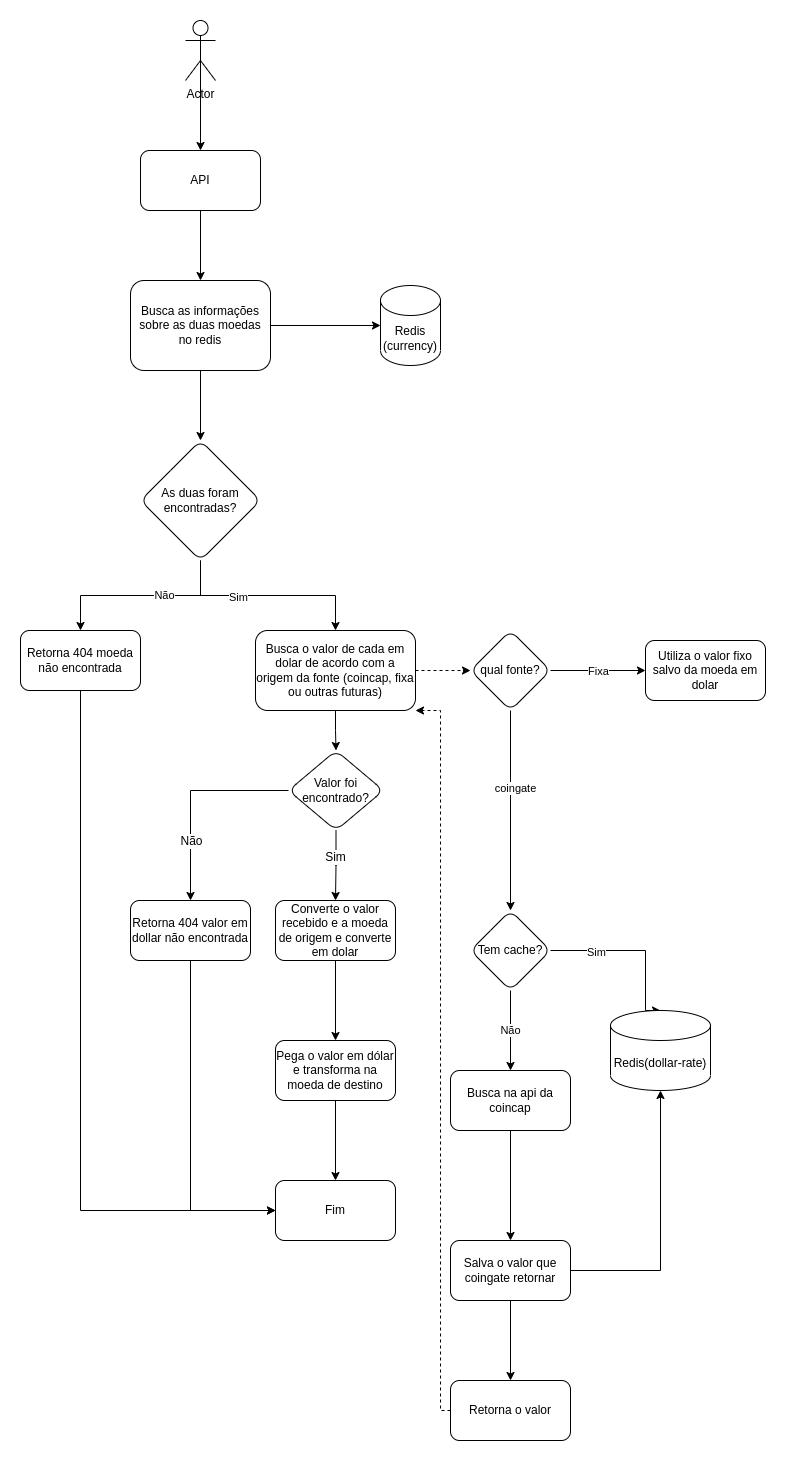 Actor
API
Busca as informações
sobre as duas moedas
no redis
Redis
(currency)
As duas foram
encontradas?
Não
Sim
Retorna 404 moeda
não encontrada
Busca o valor de cada em
dolar de acordo com a
origem da fonte (coincap, fixa
ou outras futuras)
qual fonte?
Fixa
Utiliza o valor fixo
salvo da moeda em
dolar
Valor foi
encontrado?
coingate
Não
Sim
Retorna 404 valor em
dollar não encontrada
Converte o valor
recebido e a moeda
de origem e converte
em dolar
Tem cache?
Sim
Não
Pega o valor em dólar
e transforma na
moeda de destino
Redis(dollar-rate)
Busca na api da
coincap
Fim
Salva o valor que
coingate retornar
Retorna o valor